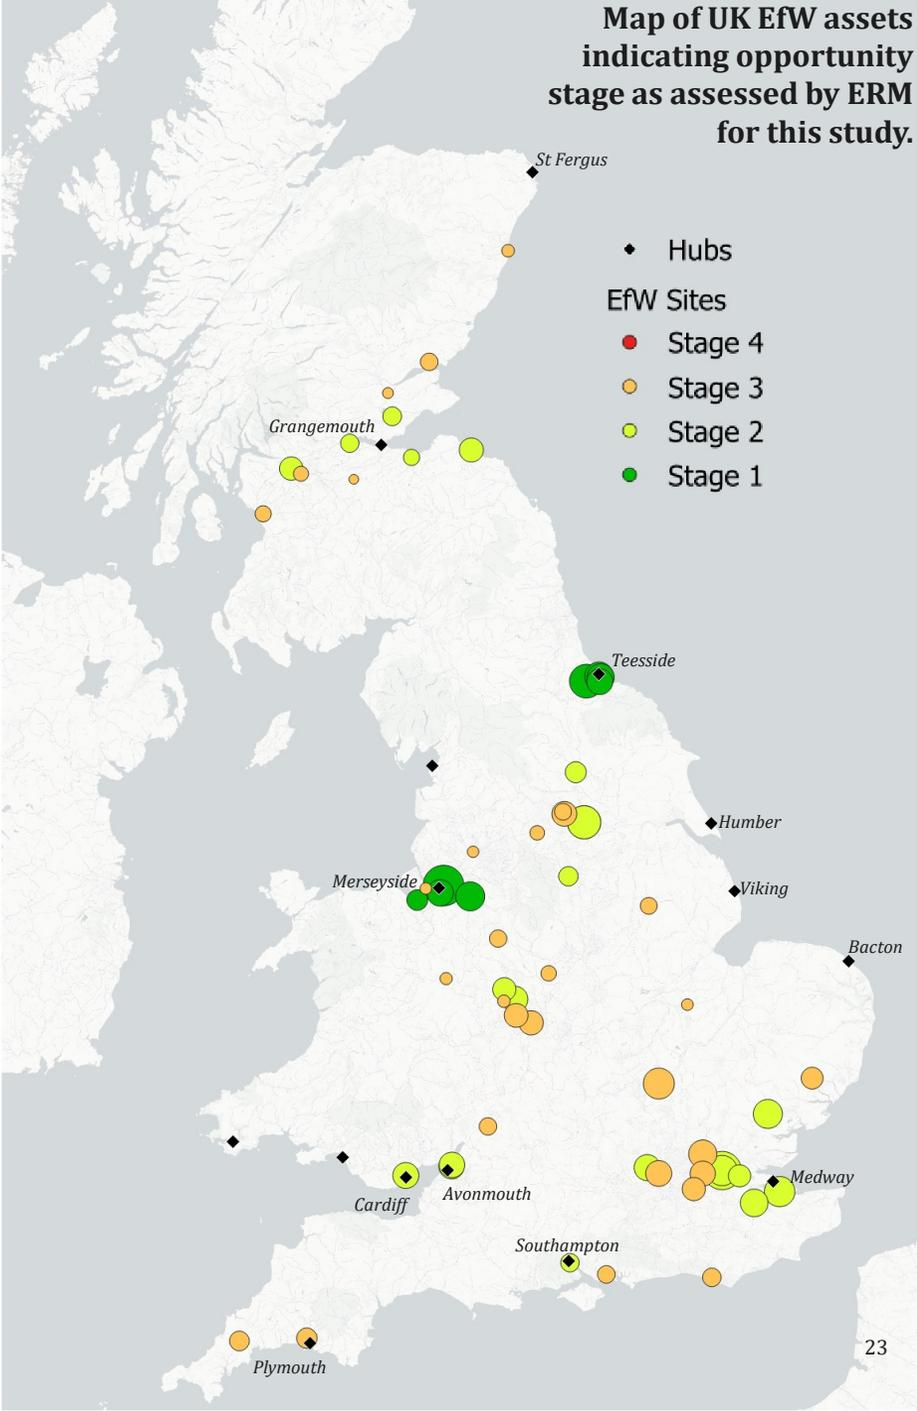 Map of UK EfW assets
indicating opportunity
stage as assessed by ERM
for this study.
St Fergus
Hubs
EfW Sites
Stage 4
Stage 3
Stage 2
Stage 1
Grangemouth
Teesside
Humber
Merseyside
Viking
Bacton
Medway
Avonmouth
Cardiff
Southampton
23
Plymouth